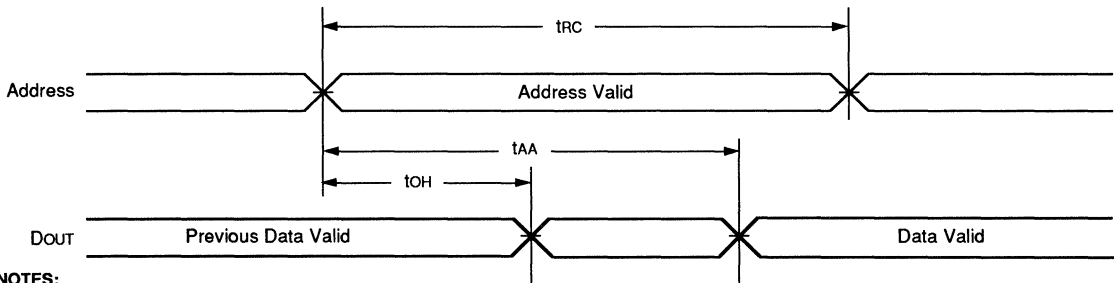 tRC
Address
Address Valid
tAA
tOH
DOUT
Previous Data Valid
Data Valid
NOTES: